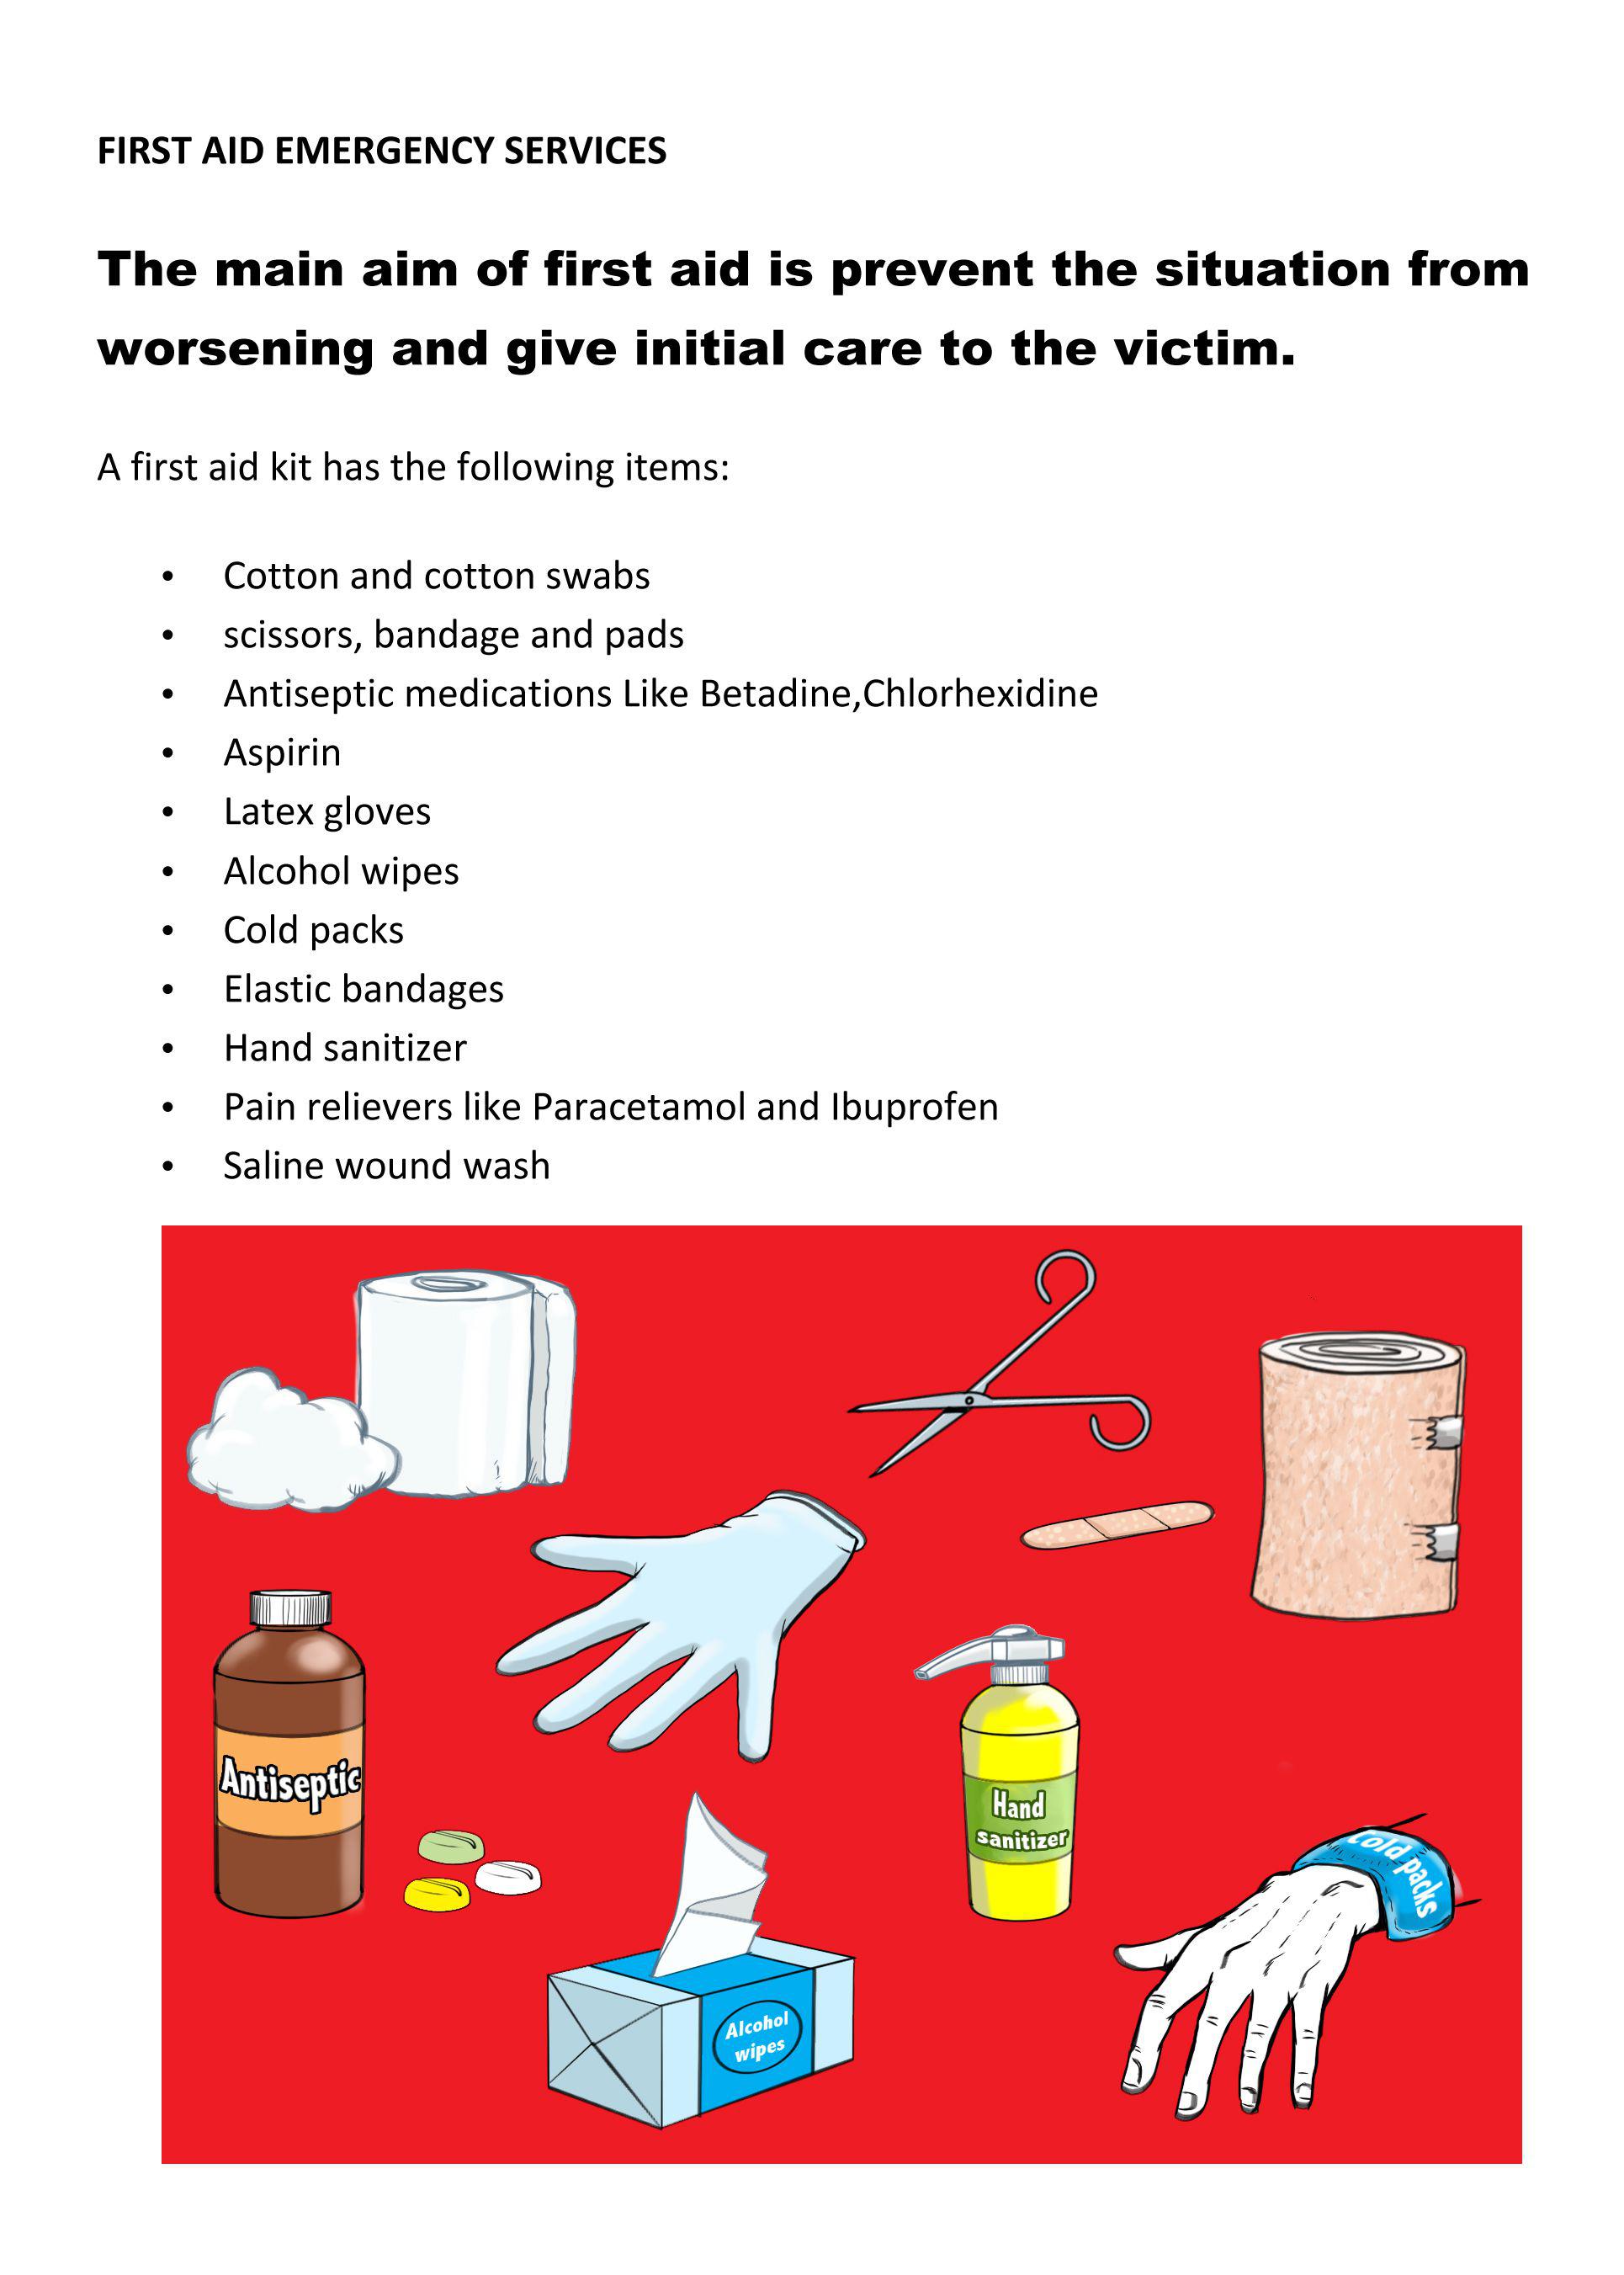 FIRST AID EMERGENCY SERVICES
The main aim of first aid is prevent the situation from
worsening and give initial care to the victim.
A first aid kit has the following items:
• Cotton and cotton swabs
• scissors, bandage and pads
• Antiseptic medications Like Betadine,Chlorhexidine
• Aspirin
• Latex gloves
• Alcohol wipes
• Cold packs
• Elastic bandages
• Hand sanitizer
• Pain relievers like Paracetamol and Ibuprofen
• Saline wound wash
Antiseptic
Hand
sanitizer
Cold packs
Alcohol
wipes